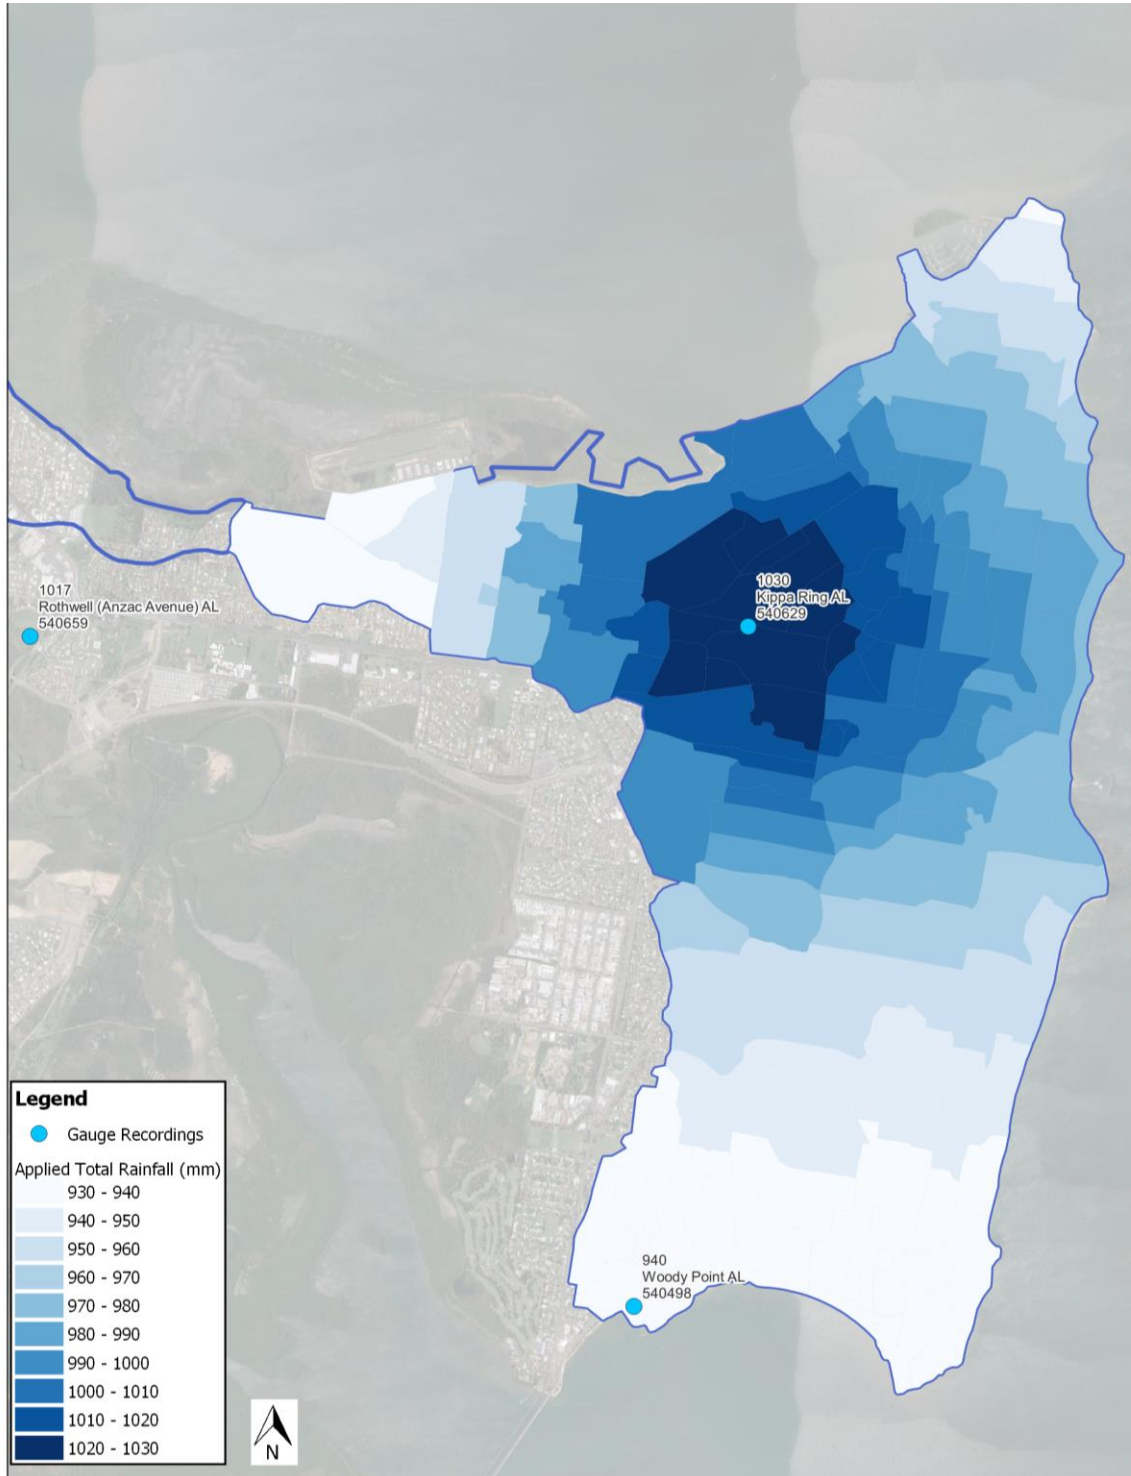 1030
Kippa Ring AL
540629
1017
Rothwell (Anzac Avenue) AL
540659
940
Woody Point AL
540498
Legend
Gauge Recordings
Applied Total Rainfall (mm)
930 - 940
940 - 950
950 - 960
960 - 970
970 - 980
980 - 990
990 - 1000
1000 - 1010
1010 - 1020
1020 - 1030
N